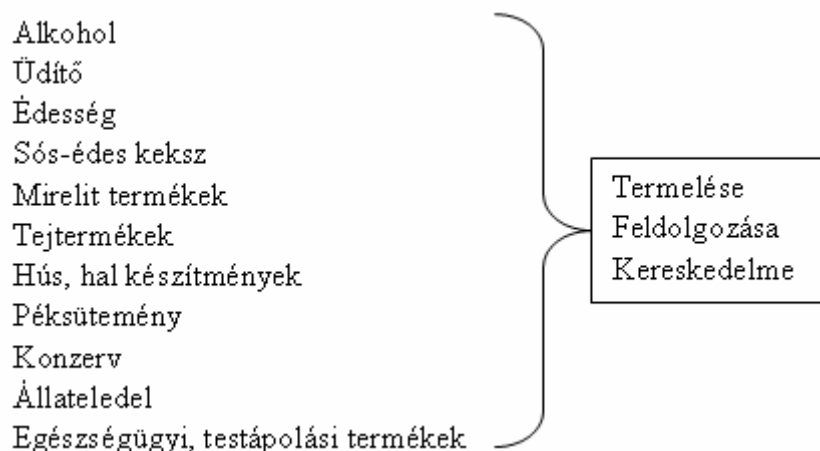 Alkohol
Üdítő
Édesség
Sós-édes keksz
Mirelit termékek
Tejtermékek
Hús, hal készítmények
Péksütemény
Konzerv
Állateledel
Egészségügyi, testápolási termékek
Termelése
Feldolgozása
Kereskedelme